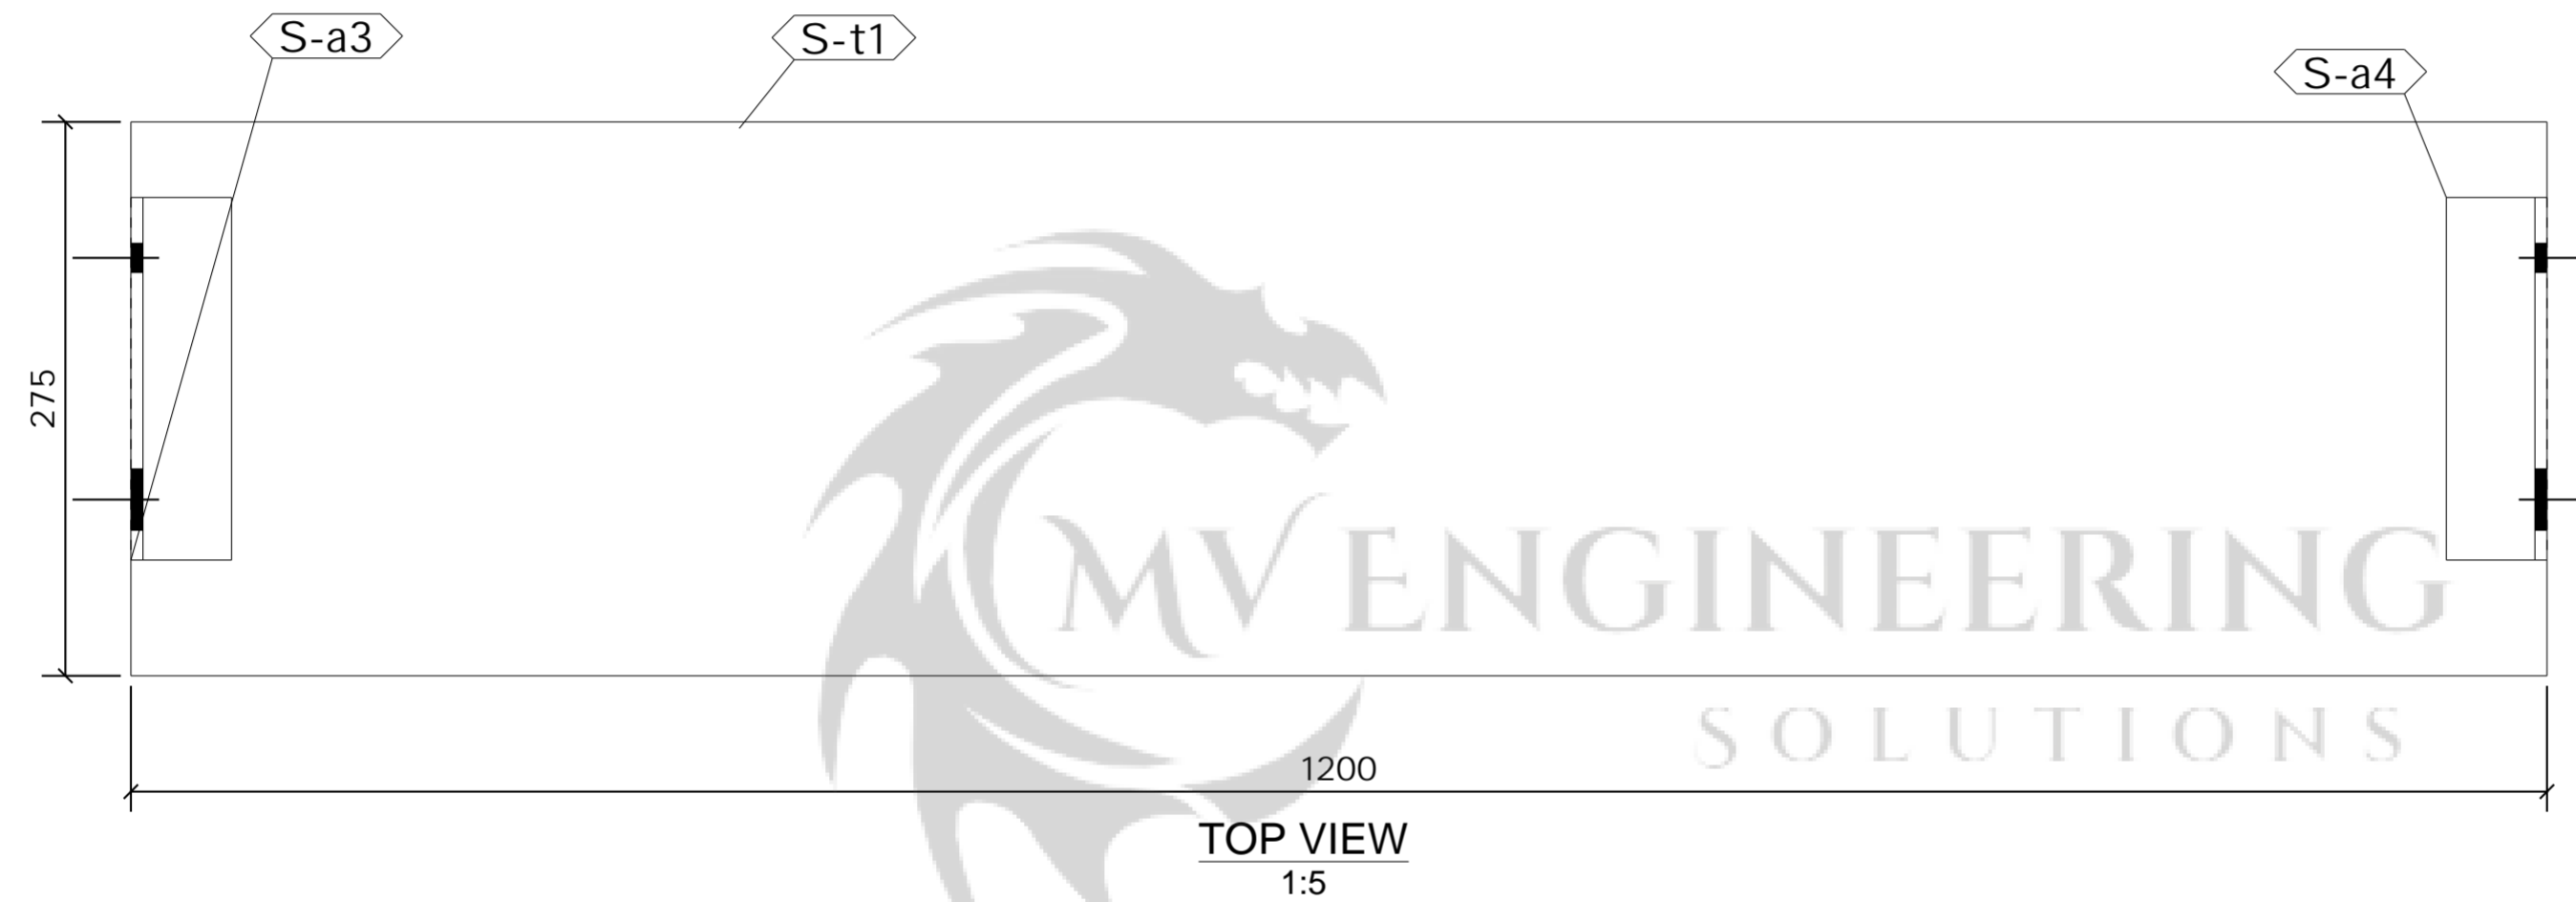 S-a3
S-t1
S-a4
275
MV ENGINEERING
SOLUTIONS
1200
TOP VIEW
1:5